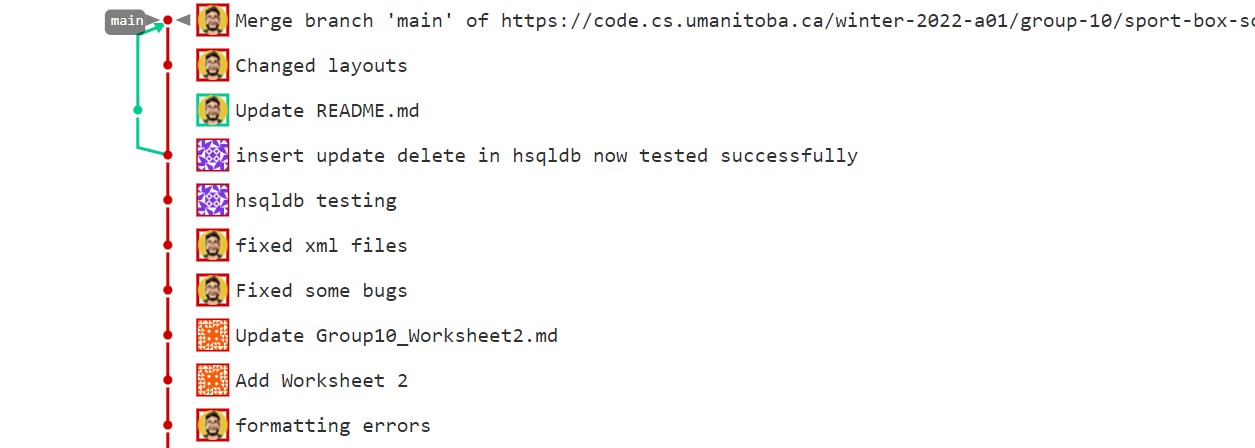 main
Merge branch 'main' of https://code.cs.umanitoba.ca/winter-2022-a01/group-10/sport-box-sc
Changed layouts
Update README.md
insert update delete in hsqldb now tested successfully
hsqldb testing
fixed xml files
Fixed some bugs
Update Group10_Worksheet2.md
Add Worksheet 2
formatting errors